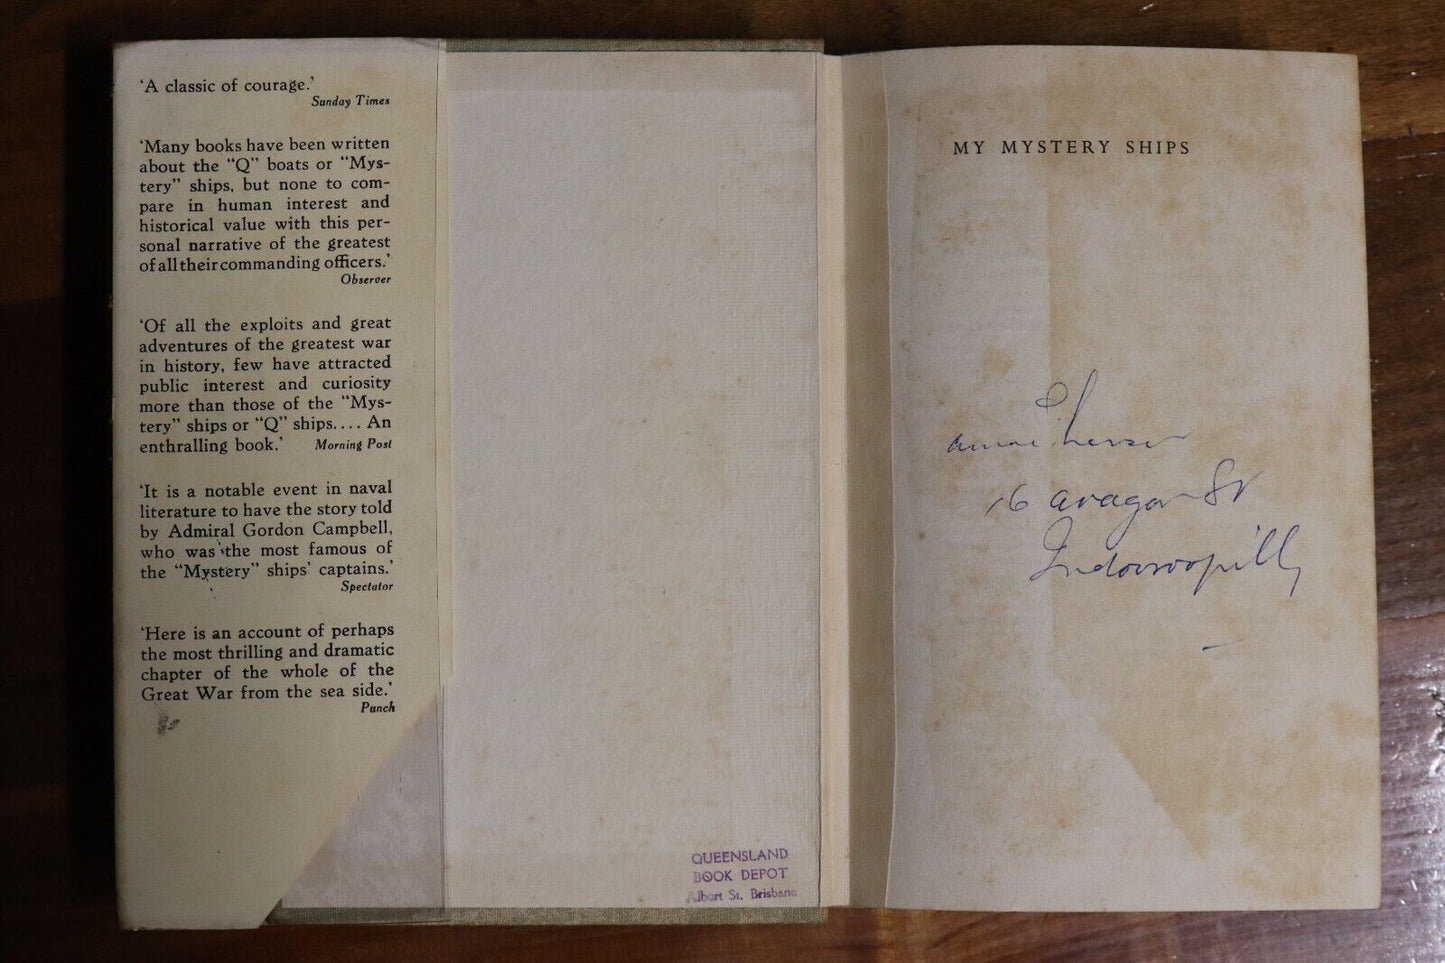 ‘A classic of courage.’
Sunday Times
‘Many books have been written
about the “Q” boats or “Mys-
tery” ships, but none to com-
pare in human interest and
historical value with this per-
sonal narrative of the greatest
of all their commanding officers.’
Observer
‘Of all the exploits and great
adventures of the greatest war
in history, few have attracted
public interest and curiosity
more than those of the “Mys-
tery” ships or “Q” ships.... An
enthralling book.’ Morning Post
‘It is a notable event in naval
literature to have the story told
by Admiral Gordon Campbell,
who was the most famous of
the “Mystery” ships’ captains.’
Spectator
‘Here is an account of perhaps
the most thrilling and dramatic
chapter of the whole of the
Great War from the sea side.’
Punch
QUEENSLAND
BOOK DEPOT
Albert St. Brisbane
MY MYSTERY SHIPS
16 aragon St
Indooroopilly